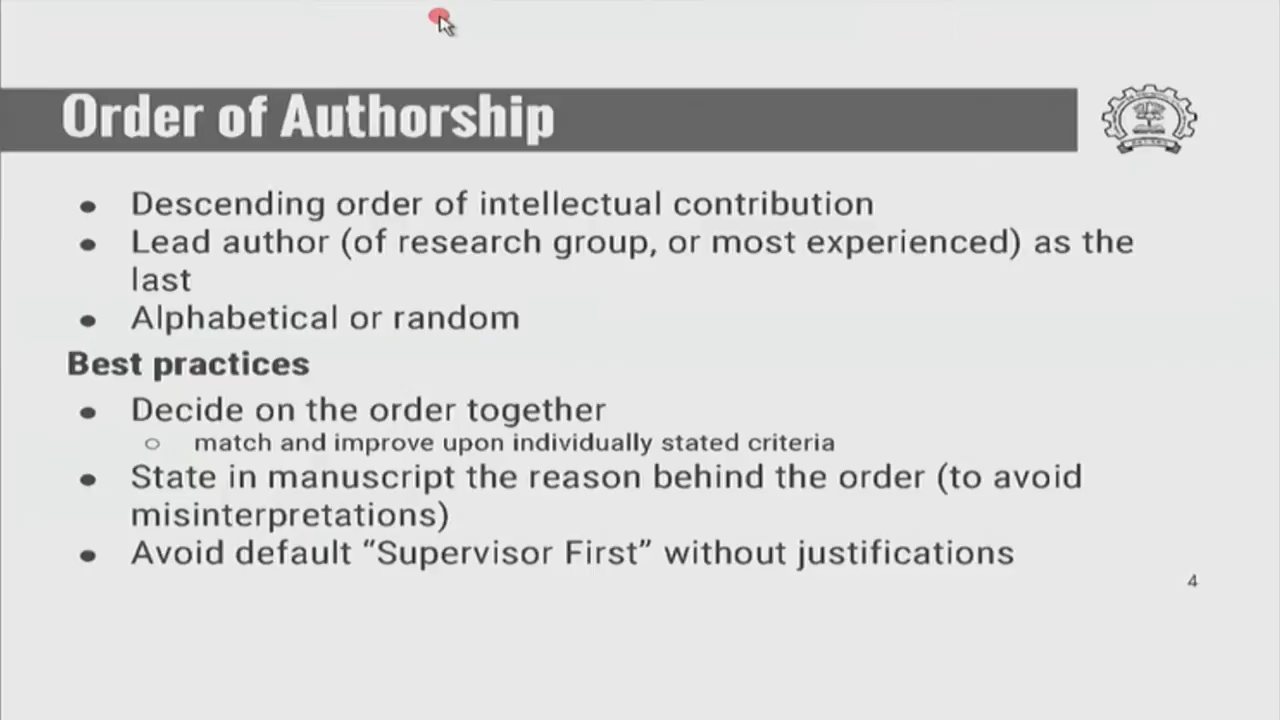 Order of Authorship
● Descending order of intellectual contribution
● Lead author (of research group, or most experienced) as the
last
● Alphabetical or random
Best practices
● Decide on the order together
○ match and improve upon individually stated criteria
● State in manuscript the reason behind the order (to avoid
misinterpretations)
● Avoid default “Supervisor First” without justifications
4